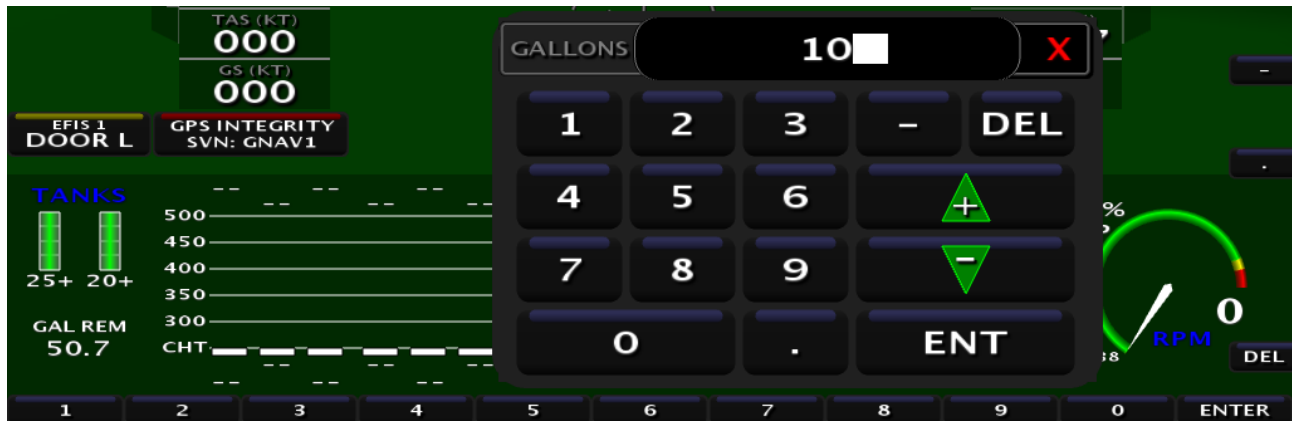 TAS (KT)
000
GS (KT)
000
EFIS 1
DOOR L
GPS INTEGRITY
SVN: GNAV1
GALLONS 10 X
1 2 3 - DEL
4 5 6 +
7 8 9 -
0 . ENT
-
.
TANKS
25+ 20+
GAL REM
50.7
-- -- --
-- -- --
500
450
400
350
300
CHT
-- -- --
-- -- --
%
0
RPM
DEL
1 2 3 4 5 6 7 8 9 0 ENTER